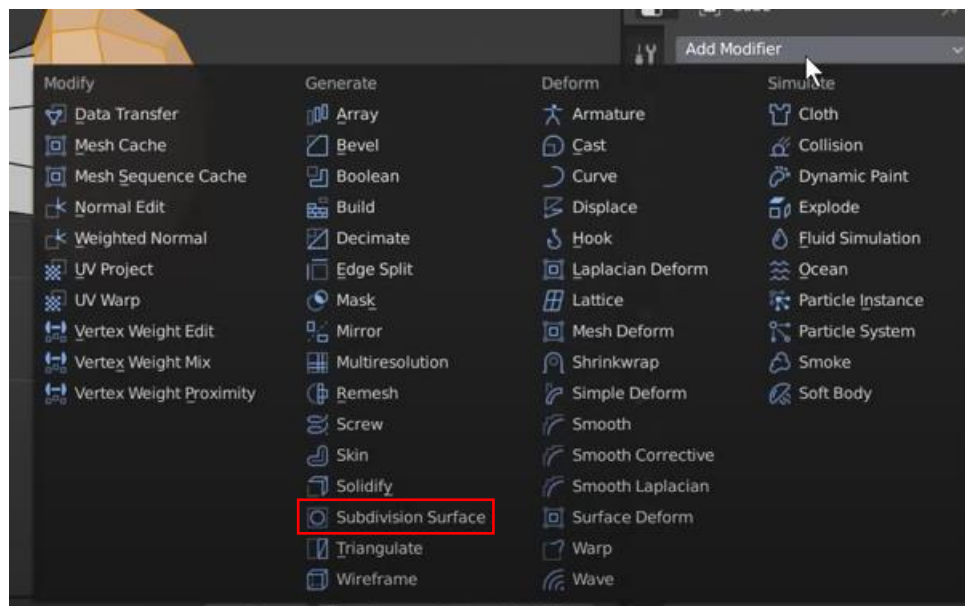 Add Modifier
Modify
Data Transfer
Mesh Cache
Mesh Sequence Cache
Normal Edit
Weighted Normal
UV Project
UV Warp
Vertex Weight Edit
Vertex Weight Mix
Vertex Weight Proximity
Generate
Array
Bevel
Boolean
Build
Decimate
Edge Split
Mask
Mirror
Multiresolution
Remesh
Screw
Skin
Solidify
Subdivision Surface
Triangulate
Wireframe
Deform
Armature
Cast
Curve
Displace
Hook
Laplacian Deform
Lattice
Mesh Deform
Shrinkwrap
Simple Deform
Smooth
Smooth Corrective
Smooth Laplacian
Surface Deform
Warp
Wave
Simulate
Cloth
Collision
Dynamic Paint
Explode
Fluid Simulation
Ocean
Particle Instance
Particle System
Smoke
Soft Body